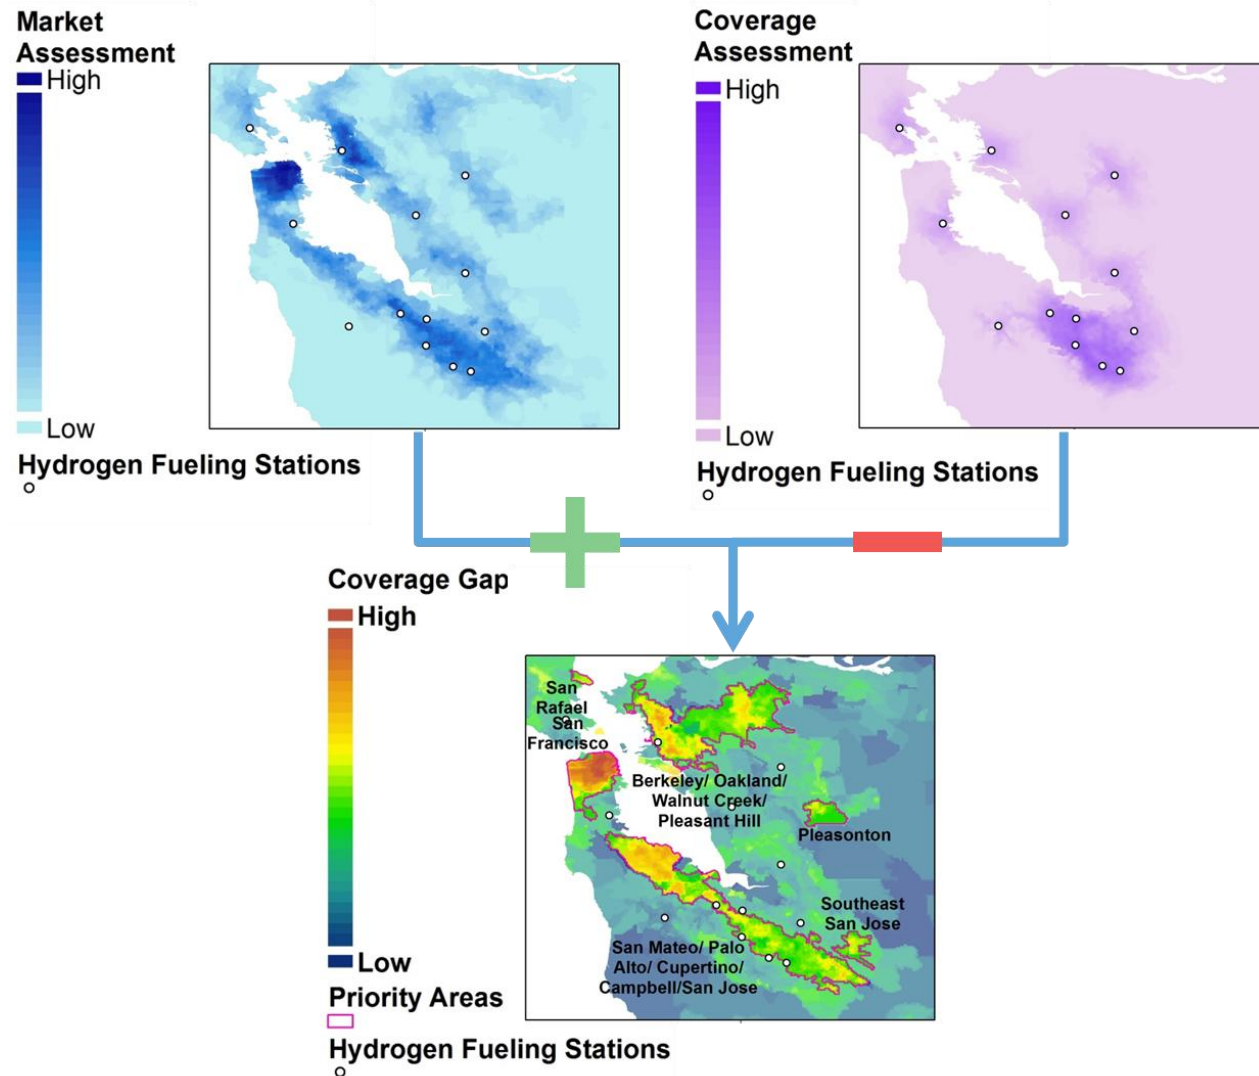 Market
Assessment
High
Low
Hydrogen Fueling Stations
Coverage
Assessment
High
Low
Hydrogen Fueling Stations
Coverage Gap
High
Low
Priority Areas
Hydrogen Fueling Stations
San
Rafael
San
Francisco
Berkeley/ Oakland/
Walnut Creek/
Pleasant Hill
Pleasonton
Southeast
San Jose
San Mateo/ Palo
Alto/ Cupertino/
Campbell/San Jose